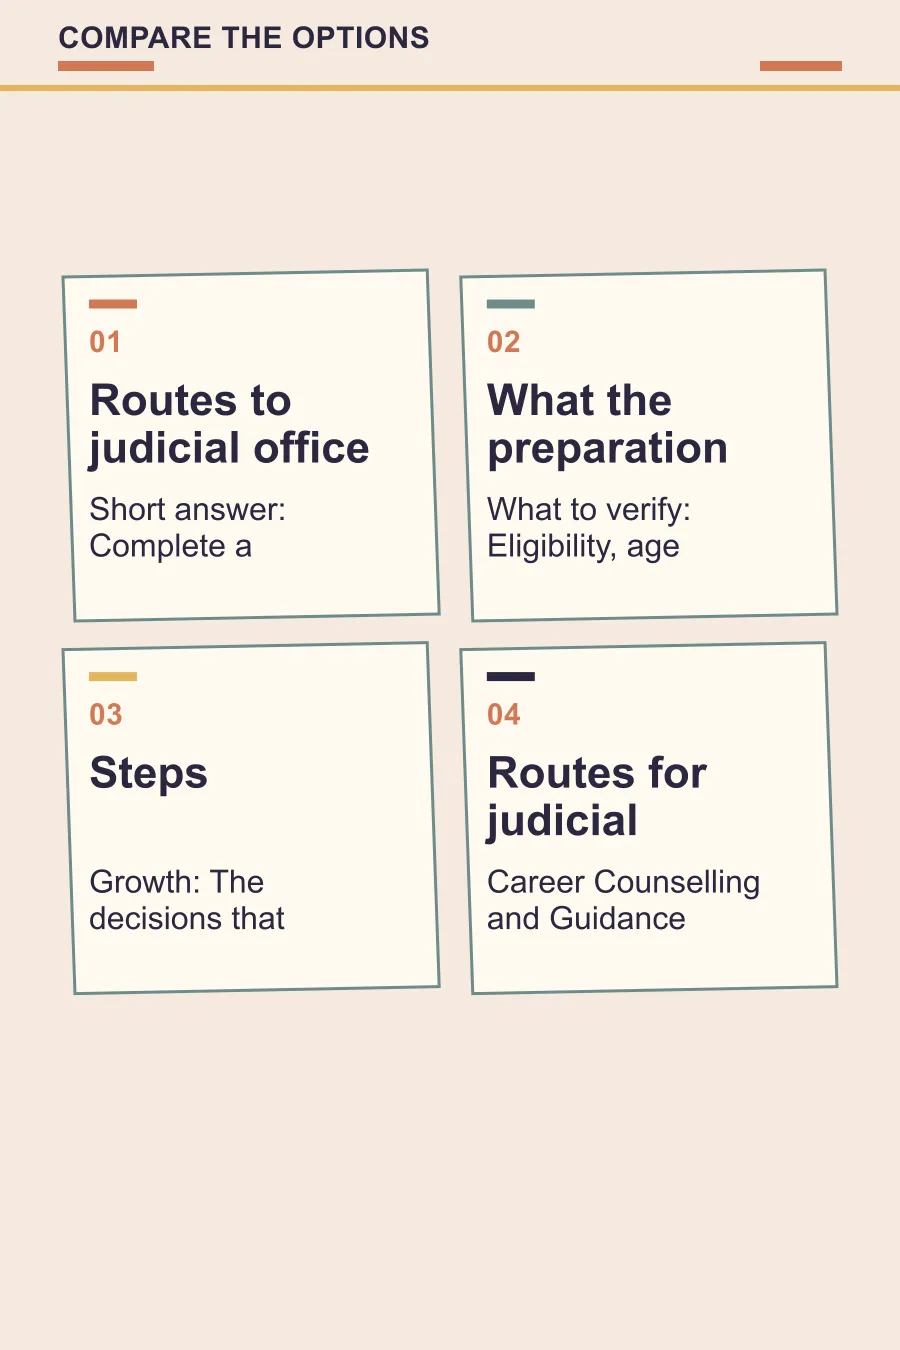 COMPARE THE OPTIONS
01
Routes to
judicial office
Short answer:
Complete a
02
What the
preparation
What to verify:
Eligibility, age
03
Steps
Growth: The
decisions that
04
Routes for
judicial
Career Counselling
and Guidance